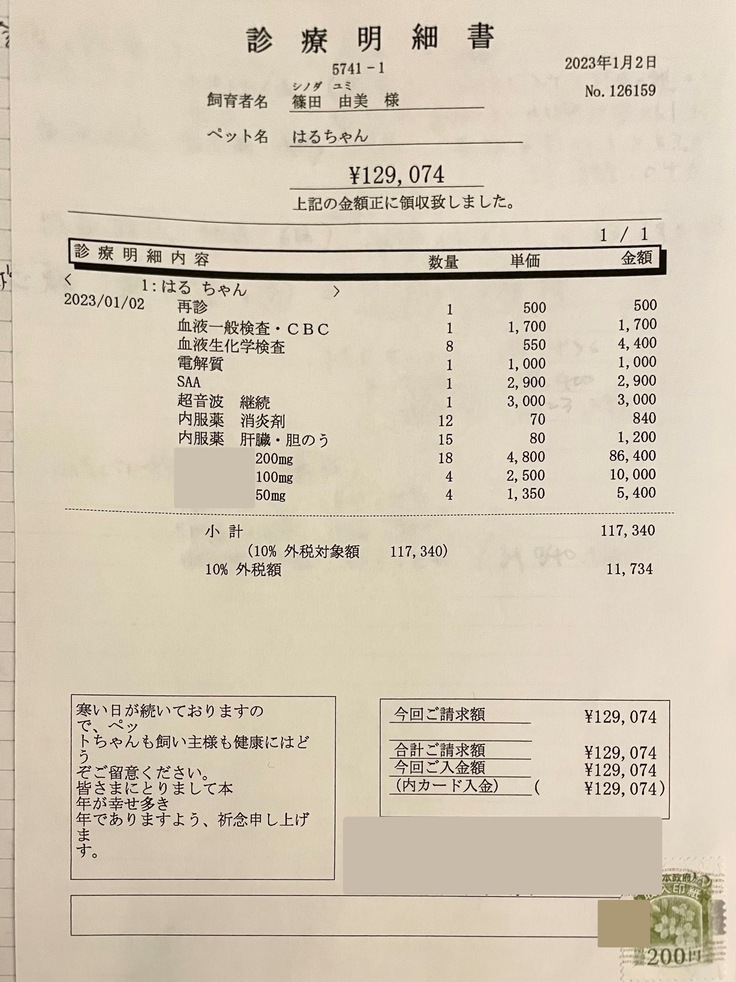 診療明細書
5741-1
2023年1月2日
No. 126159
シノダ ユミ
飼育者名 篠田 由美 様
ペット名 はるちゃん
¥129,074
上記の金額正に領収致しました。
1 / 1
診療明細内容 数量 単価 金額
< 1:はる ちゃん >
2023/01/02 再診 1 500 500
血液一般検査・CBC 1 1,700 1,700
血液生化学検査 8 550 4,400
電解質 1 1,000 1,000
SAA 1 2,900 2,900
超音波 継続 1 3,000 3,000
内服薬 消炎剤 12 70 840
内服薬 肝臓・胆のう 15 80 1,200
200mg 18 4,800 86,400
100mg 4 2,500 10,000
50mg 4 1,350 5,400
小計 117,340
(10% 外税対象額 117,340)
10% 外税額 11,734
寒い日が続いておりますの
で、ペッ
トちゃんも飼い主様も健康にはど
う
ぞご留意ください。
皆さまにとりまして本
年が幸せ多き
年でありますよう、祈念申し上げ
ま
す。
今回ご請求額 ¥129,074
合計ご請求額 ¥129,074
今回ご入金額 ¥129,074
(内カード入金) ( ¥129,074)
本政府
入印紙
200円